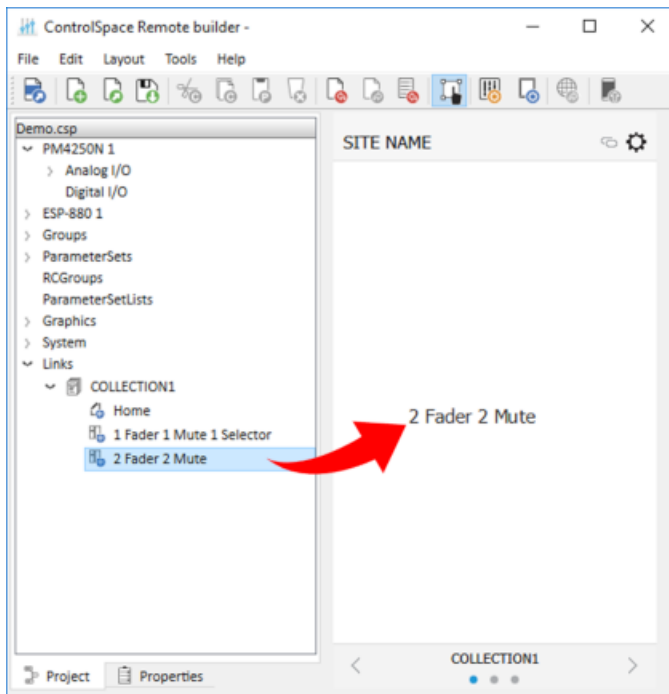 ControlSpace Remote builder -
File Edit Layout Tools Help
Demo.csp
PM4250N 1
Analog I/O
Digital I/O
ESP-880 1
Groups
ParameterSets
RCGroups
ParameterSetLists
Graphics
System
Links
COLLECTION1
Home
1 Fader 1 Mute 1 Selector
2 Fader 2 Mute
Project Properties
SITE NAME
2 Fader 2 Mute
COLLECTION1